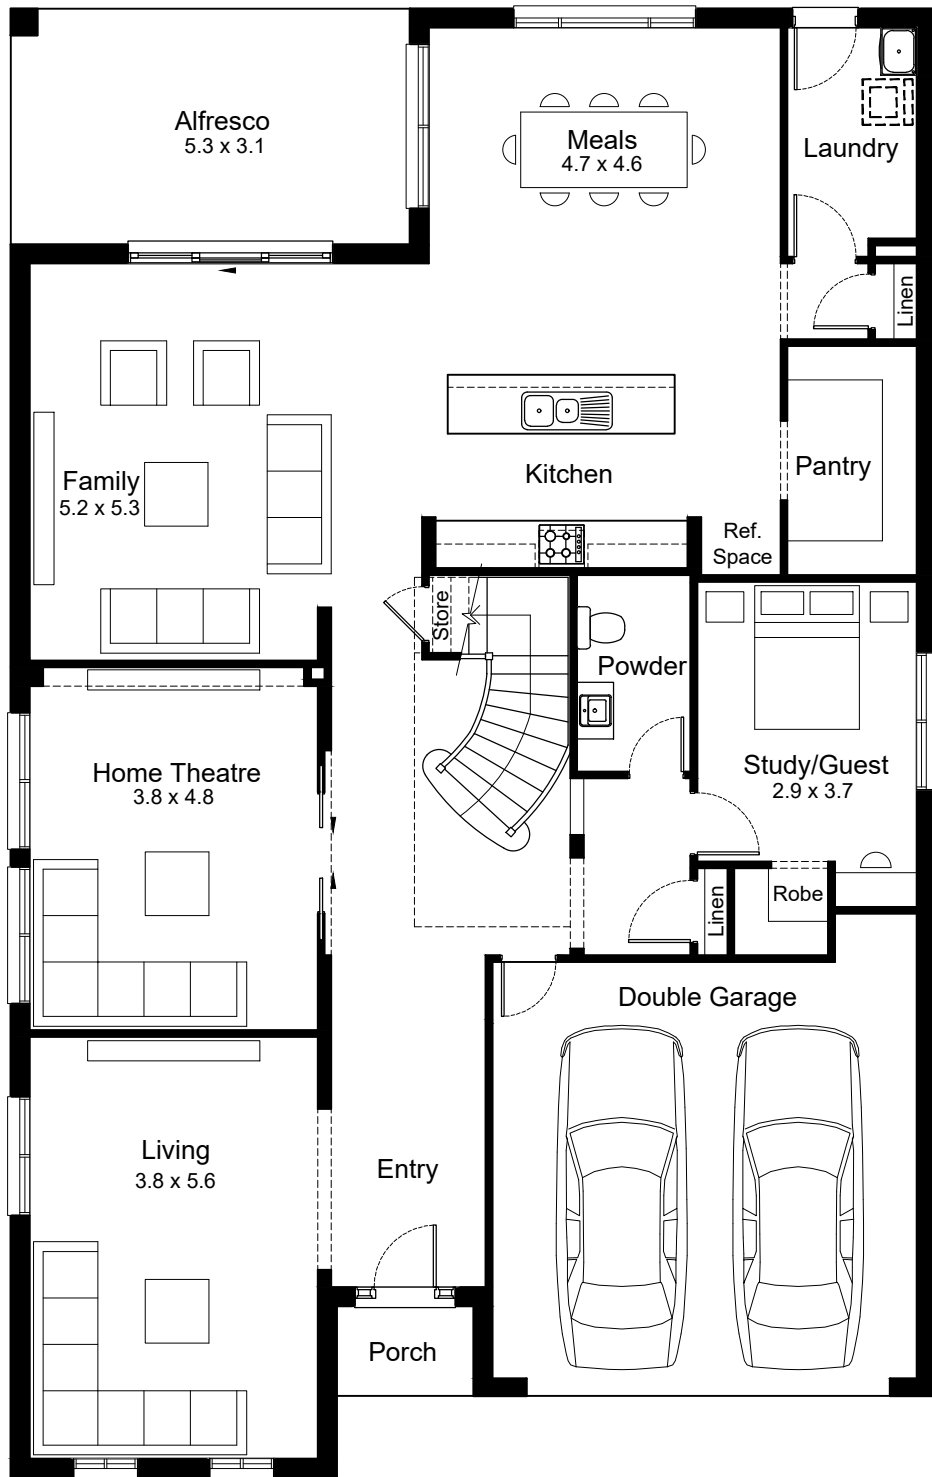 Alfresco
5.3 x 3.1
Meals
4.7 x 4.6
Laundry
Linen
Family
5.2 x 5.3
Kitchen
Pantry
Ref.
Space
Store
Powder
Home Theatre
3.8 x 4.8
Study/Guest
2.9 x 3.7
Linen
Robe
Double Garage
Living
3.8 x 5.6
Entry
Porch